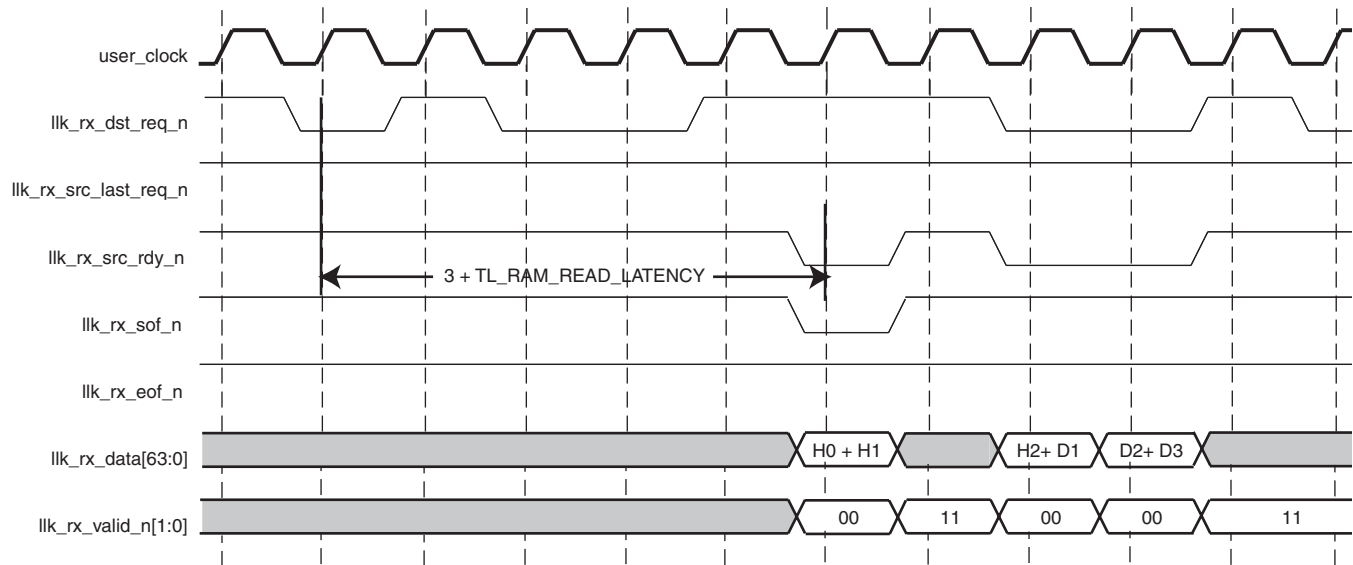 user_clock
llk_rx_dst_req_n
llk_rx_src_last_req_n
llk_rx_src_rdy_n
3 + TL_RAM_READ_LATENCY
llk_rx_sof_n
llk_rx_eof_n
llk_rx_data[63:0] H0 + H1 H2+ D1 D2+ D3
llk_rx_valid_n[1:0] 00 11 00 00 11